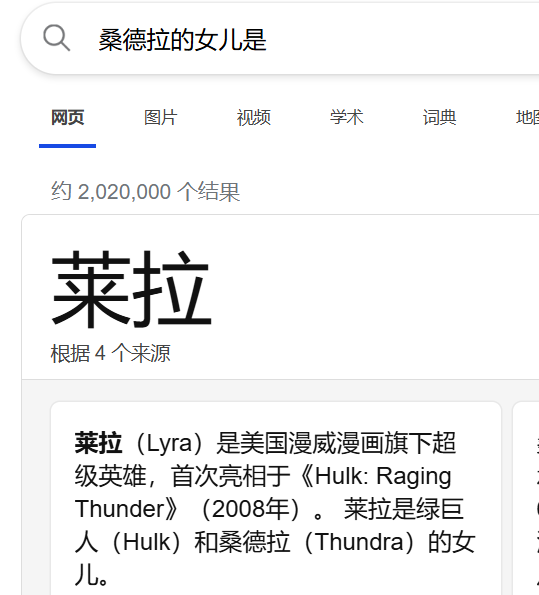 桑德拉的女儿是
网页 图片 视频 学术 词典
约 2,020,000 个结果
莱拉
根据 4 个来源
莱拉（Lyra）是美国漫威漫画旗下超
级英雄，首次亮相于《Hulk: Raging
Thunder》（2008年）。 莱拉是绿巨
人（Hulk）和桑德拉（Thundra）的女
儿。